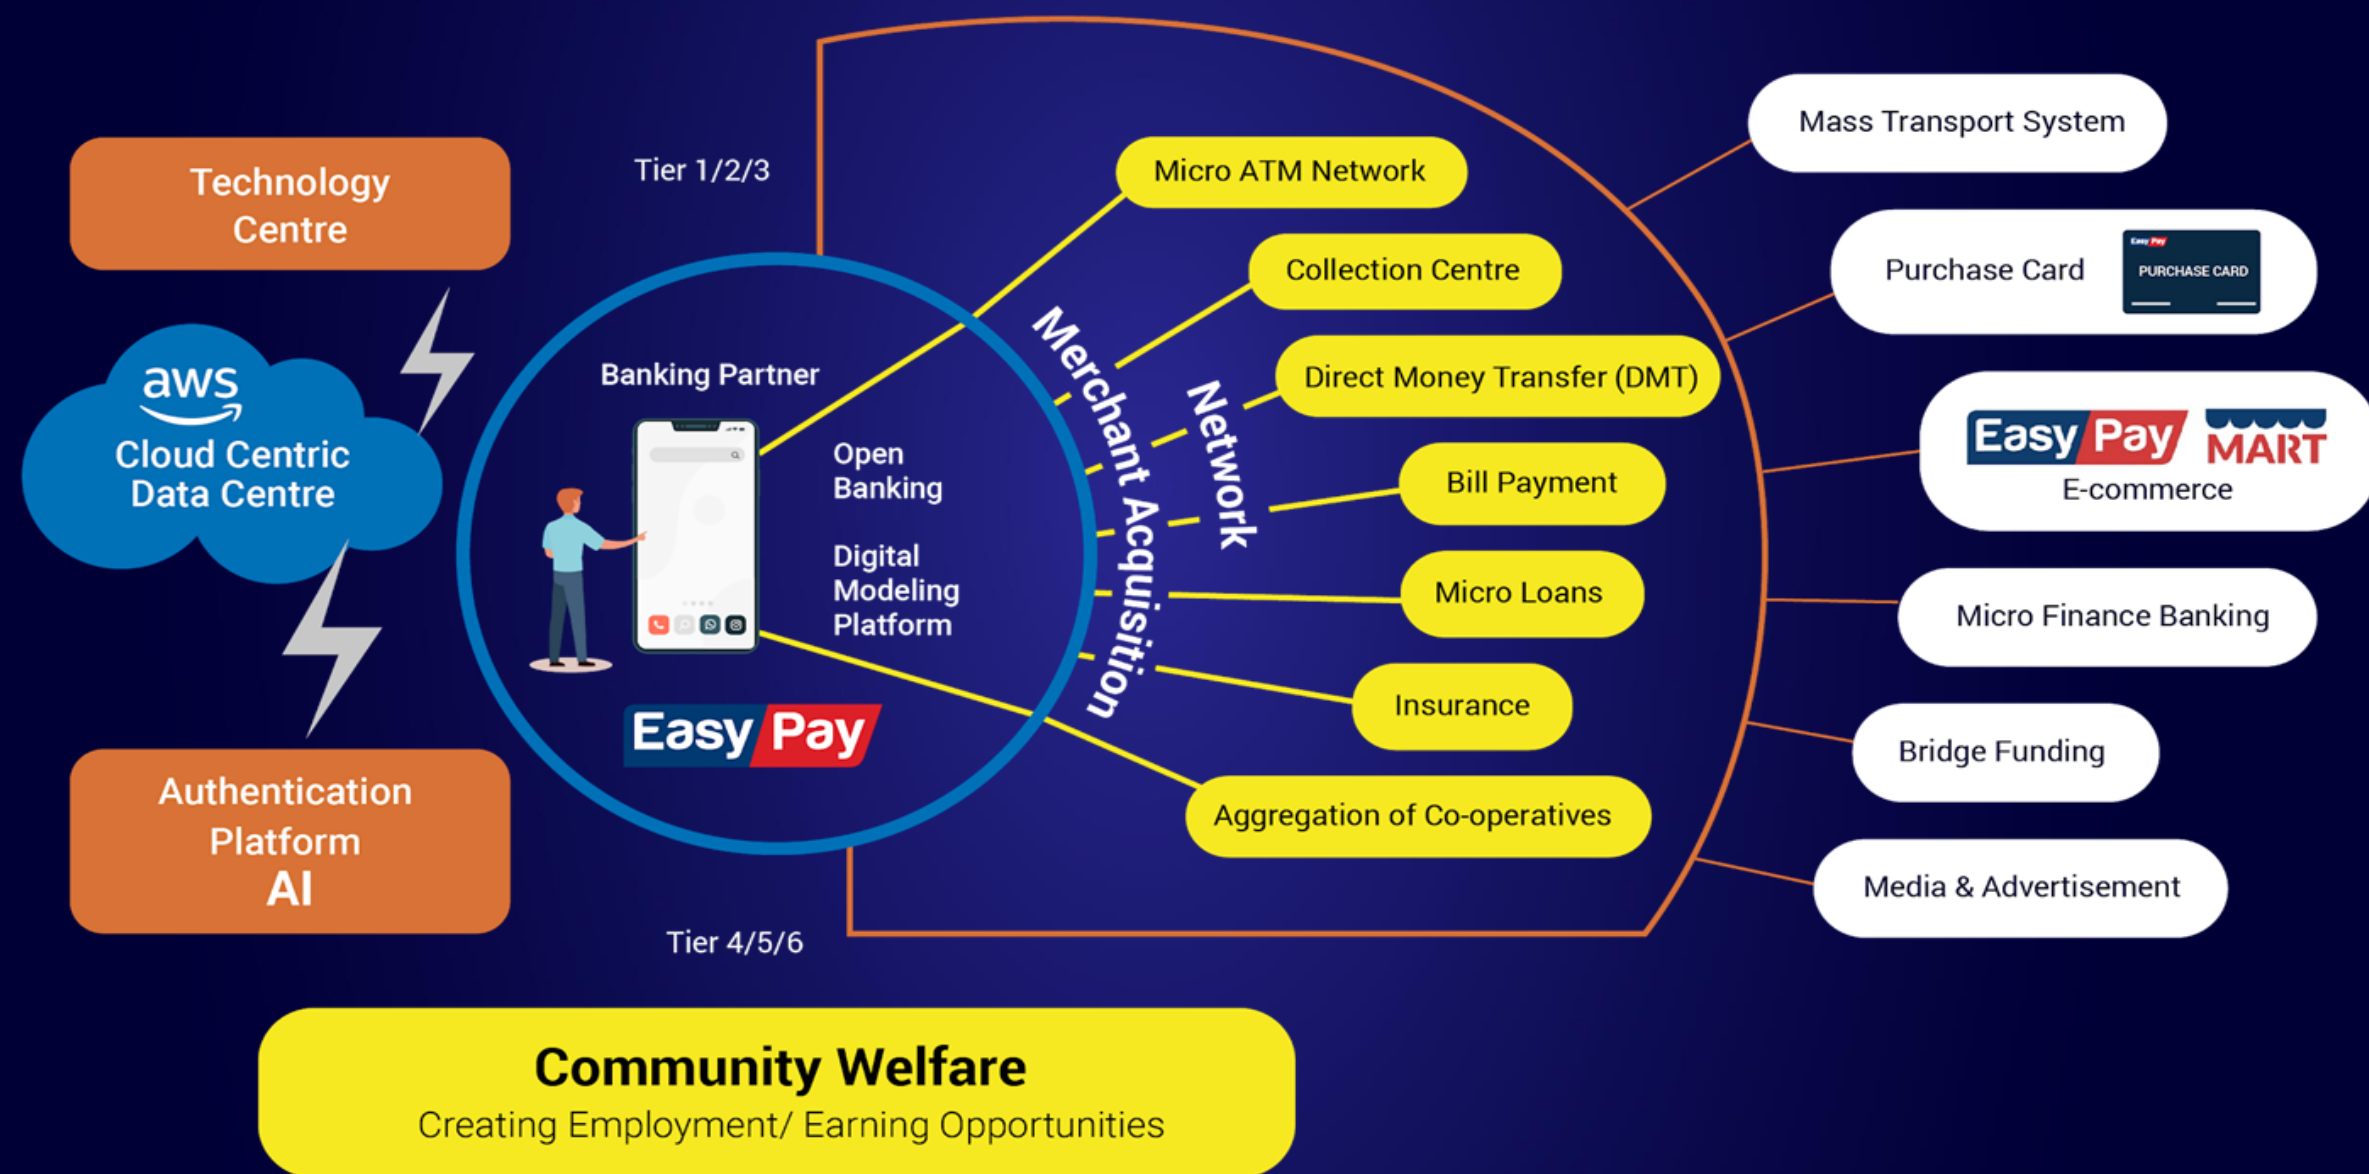 Technology
Centre
aws
Cloud Centric
Data Centre
Authentication
Platform
AI
Tier 1/2/3
Banking Partner
Open
Banking
Digital
Modeling
Platform
Easy Pay
Tier 4/5/6
Merchant Acquisition
Network
Micro ATM Network
Collection Centre
Direct Money Transfer (DMT)
Bill Payment
Micro Loans
Insurance
Aggregation of Co-operatives
Mass Transport System
Purchase Card
Easy Pay
PURCHASE CARD
Easy Pay MART
E-commerce
Micro Finance Banking
Bridge Funding
Media & Advertisement
Community Welfare
Creating Employment/ Earning Opportunities